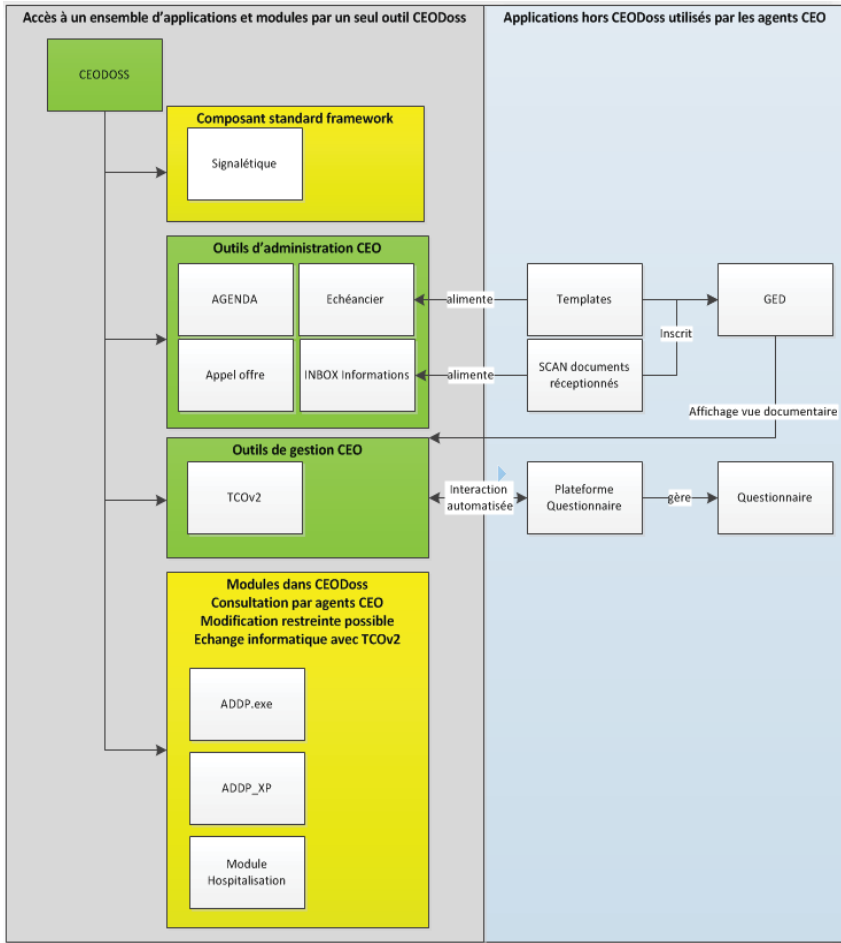 Accès à un ensemble d’applications et modules par un seul outil CEODoss
Applications hors CEODoss utilisés par les agents CEO
CEODOSS
Composant standard framework
Signalétique
Outils d’administration CEO
AGENDA
Echéancier
alimente
Templates
GED
Inscrit
Appel offre
INBOX Informations
alimente
SCAN documents
réceptionnés
Affichage vue documentaire
Outils de gestion CEO
TCOv2
Interaction
automatisée
Plateforme
Questionnaire
gère
Questionnaire
Modules dans CEODoss
Consultation par agents CEO
Modification restreinte possible
Echange informatique avec TCOv2
ADDP.exe
ADDP_XP
Module
Hospitalisation